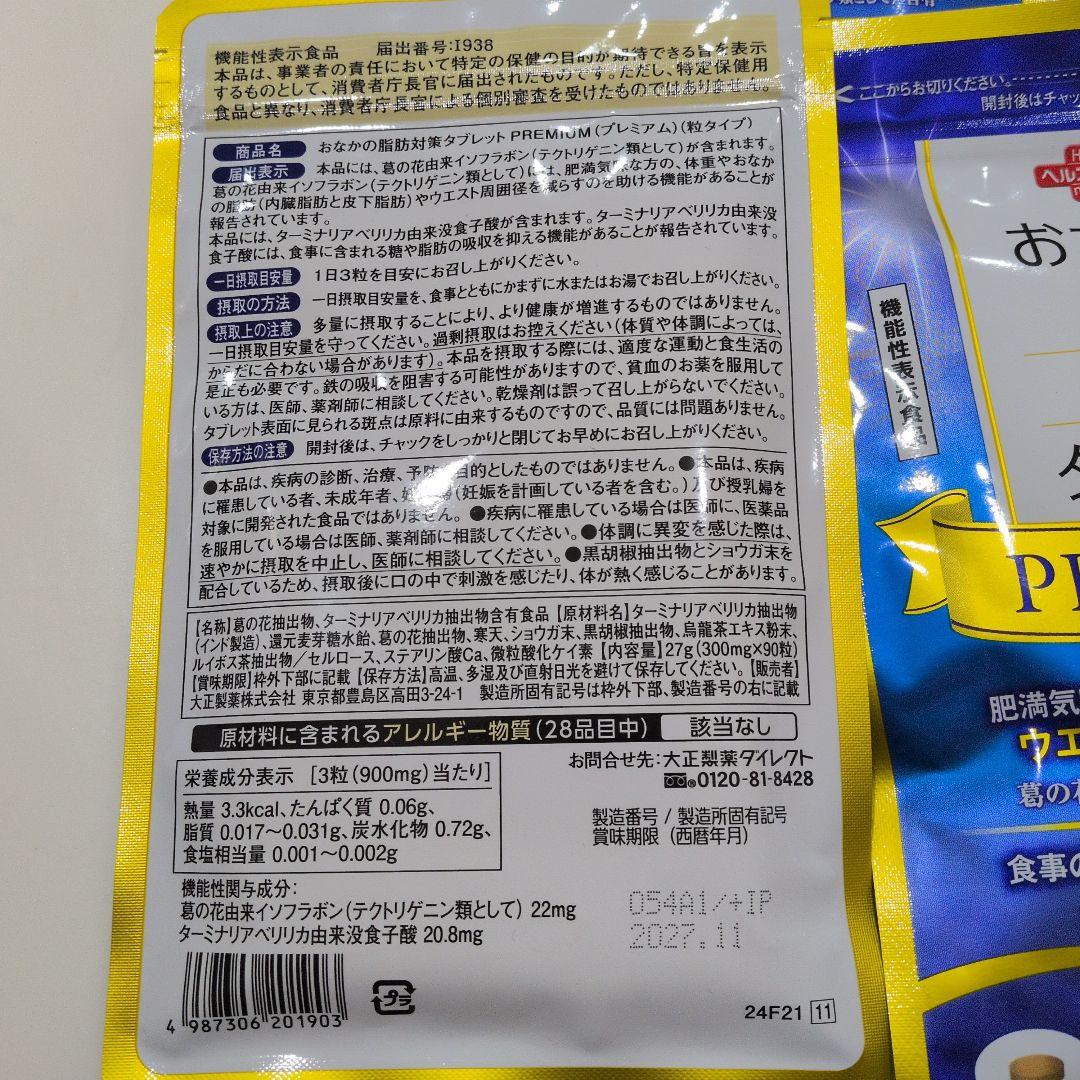 機能性表示食品 届出番号:I938
本品は、事業者の責任において特定の保健の目的が期待できる旨を表示
するものとして、消費者庁長官に届出されたものです。ただし、特定保健用
食品と異なり、消費者庁長官による個別審査を受けたものではありません。
商品名 おなかの脂肪対策タブレット PREMIUM(プレミアム)(粒タイプ)
届出表示 本品には、葛の花由来イソフラボン(テクトリゲニン類として)が含まれます。
葛の花由来イソフラボン(テクトリゲニン類として)には、肥満気味な方の、体重やおなか
の脂肪(内臓脂肪と皮下脂肪)やウエスト周囲径を減らすのを助ける機能があることが
報告されています。
本品には、ターミナリアベリリカ由来没食子酸が含まれます。ターミナリアベリリカ由来没
食子酸には、食事に含まれる糖や脂肪の吸収を抑える機能があることが報告されています。
一日摂取目安量 1日3粒を目安にお召し上がりください。
摂取の方法 一日摂取目安量を、食事とともにかまずに水またはお湯でお召し上がりください。
摂取上の注意 多量に摂取することにより、より健康が増進するものではありません。
一日摂取目安量を守ってください。過剰摂取はお控えください(体質や体調によっては、
からだに合わない場合があります)。本品を摂取する際には、適度な運動と食生活の
是正も必要です。鉄の吸収を阻害する可能性がありますので、貧血のお薬を服用して
いる方は、医師、薬剤師に相談してください。乾燥剤は誤って召し上がらないでください。
タブレット表面に見られる斑点は原料に由来するものですので、品質には問題ありません。
保存方法の注意 開封後は、チャックをしっかりと閉じてお早めにお召し上がりください。
●本品は、疾病の診断、治療、予防を目的としたものではありません。●本品は、疾病
に罹患している者、未成年者、妊産婦(妊娠を計画している者を含む。)及び授乳婦を
対象に開発された食品ではありません。●疾病に罹患している場合は医師に、医薬品
を服用している場合は医師、薬剤師に相談してください。●体調に異変を感じた際は、
速やかに摂取を中止し、医師に相談してください。●黒胡椒抽出物とショウガ末を
配合しているため、摂取後に口の中で刺激を感じたり、体が熱く感じることがあります。
【名称】葛の花抽出物、ターミナリアベリリカ抽出物含有食品【原材料名】ターミナリアベリリカ抽出物
(インド製造)、還元麦芽糖水飴、葛の花抽出物、寒天、ショウガ末、黒胡椒抽出物、烏龍茶エキス粉末、
ルイボス茶抽出物/セルロース、ステアリン酸Ca、微粒酸化ケイ素【内容量】27g(300mg×90粒)
【賞味期限】枠外下部に記載【保存方法】高温、多湿及び直射日光を避けて保存してください。【販売者】
大正製薬株式会社 東京都豊島区高田3-24-1 製造所固有記号は枠外下部、製造番号の右に記載
原材料に含まれるアレルギー物質(28品目中) 該当なし
栄養成分表示 [3粒(900mg)当たり]
熱量 3.3kcal、たんぱく質 0.06g、
脂質 0.017〜0.031g、炭水化物 0.72g、
食塩相当量 0.001〜0.002g
お問合せ先:大正製薬ダイレクト
0120-81-8428
製造番号/製造所固有記号
賞味期限(西暦年月)
機能性関与成分:
葛の花由来イソフラボン(テクトリゲニン類として) 22mg
ターミナリアベリリカ由来没食子酸 20.8mg
054A1/+IP
2027.11
4 987306 201903
プラ
24F21 11
ここからお切りください。
開封後はチャッ
ヘルス
お
機能性表示食品
タ
肥満気
ウエ
葛の花
食事の